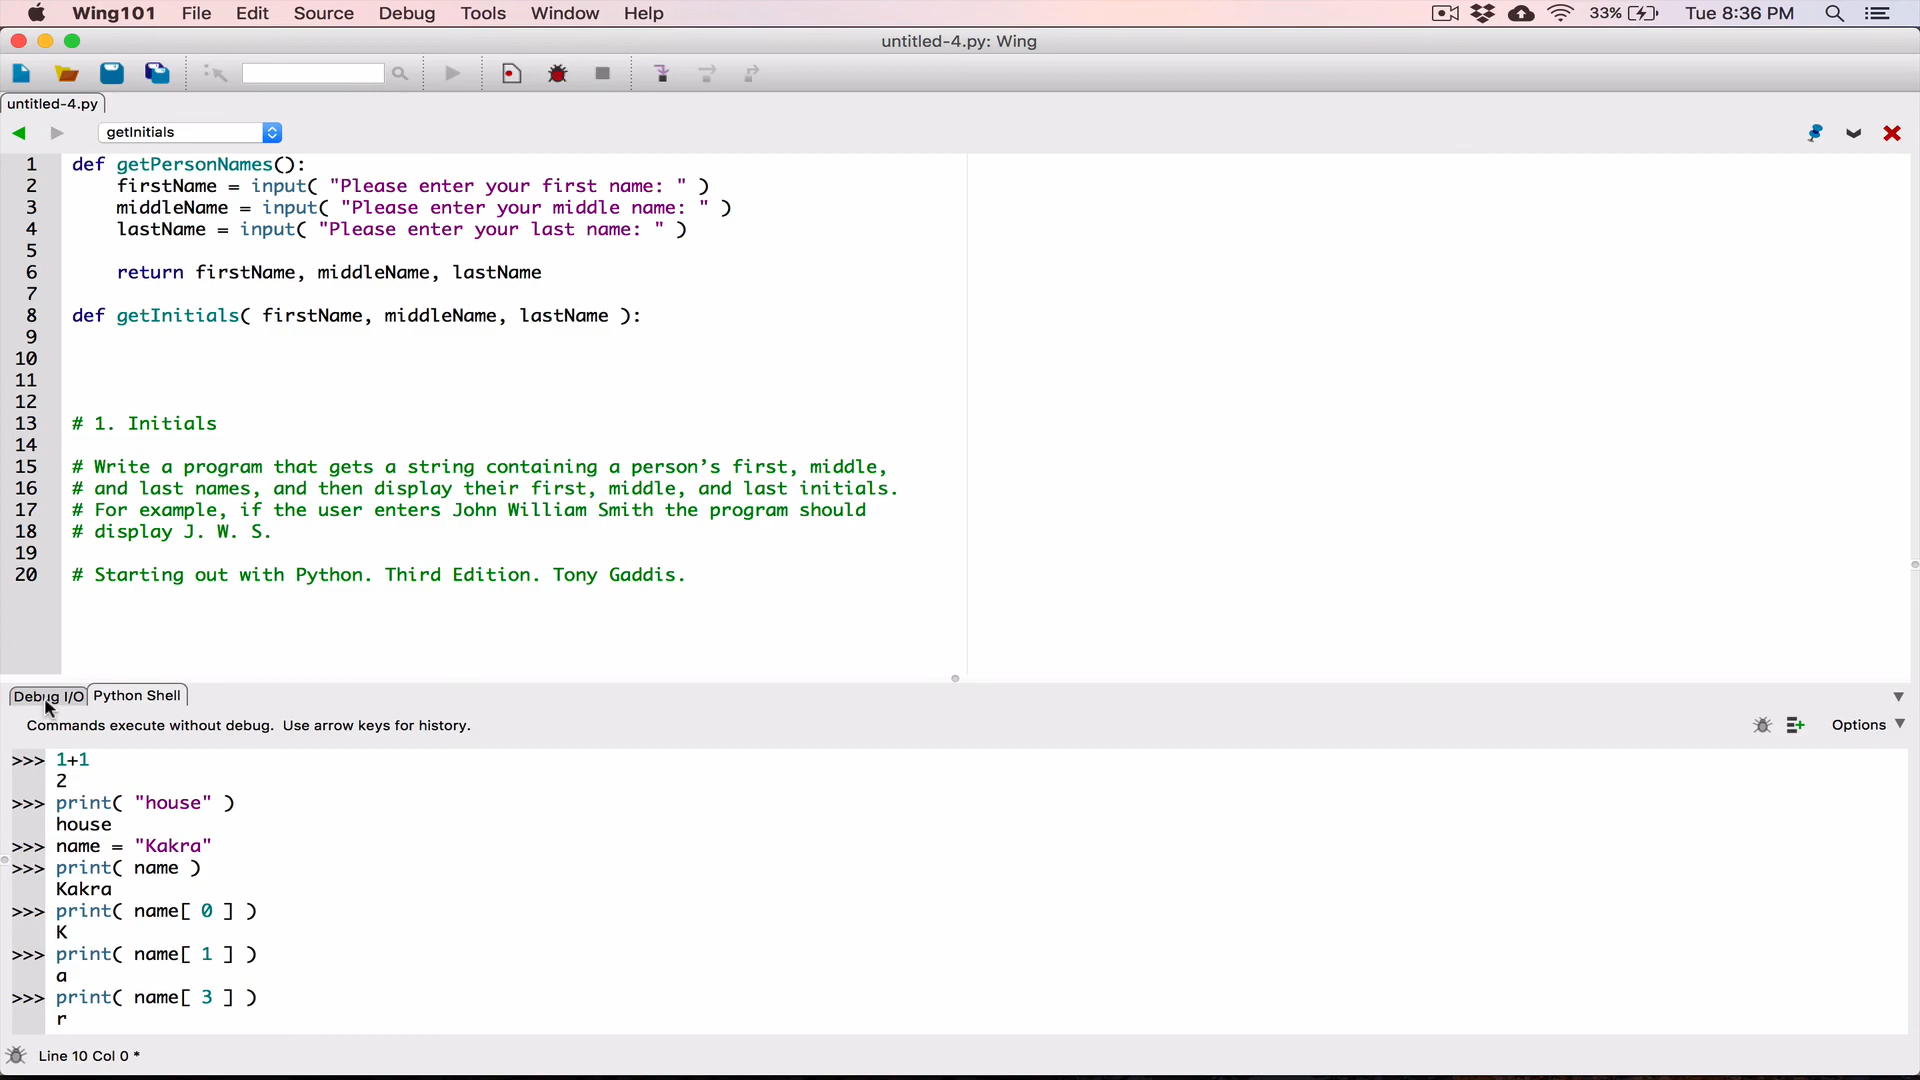 Wing101 File Edit Source Debug Tools Window Help 33% Tue 8:36 PM
untitled-4.py: Wing
untitled-4.py
getInitials
1 def getPersonNames():
2 firstName = input( "Please enter your first name: " )
3 middleName = input( "Please enter your middle name: " )
4 lastName = input( "Please enter your last name: " )
5
6 return firstName, middleName, lastName
7
8 def getInitials( firstName, middleName, lastName ):
9
10
11
12
13 # 1. Initials
14
15 # Write a program that gets a string containing a person’s first, middle,
16 # and last names, and then display their first, middle, and last initials.
17 # For example, if the user enters John William Smith the program should
18 # display J. W. S.
19
20 # Starting out with Python. Third Edition. Tony Gaddis.
Debug I/O Python Shell
Commands execute without debug. Use arrow keys for history. Options
>>> 1+1
2
>>> print( "house" )
house
>>> name = "Kakra"
>>> print( name )
Kakra
>>> print( name[ 0 ] )
K
>>> print( name[ 1 ] )
a
>>> print( name[ 3 ] )
r
Line 10 Col 0 *